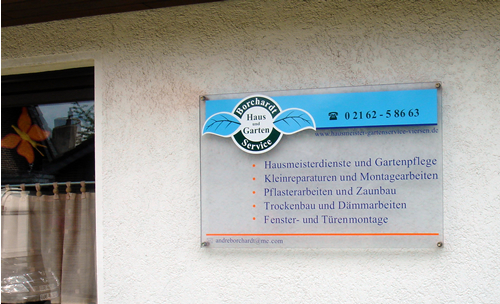 Borchardt
Haus
und
Garten
Service
☎ 0 21 62 - 5 86 63
www.hausmeister-gartenservice-viersen.de
• Hausmeisterdienste und Gartenpflege
• Kleinreparaturen und Montagearbeiten
• Pflasterarbeiten und Zaunbau
• Trockenbau und Dämmarbeiten
• Fenster- und Türenmontage
andreborchardt@me.com